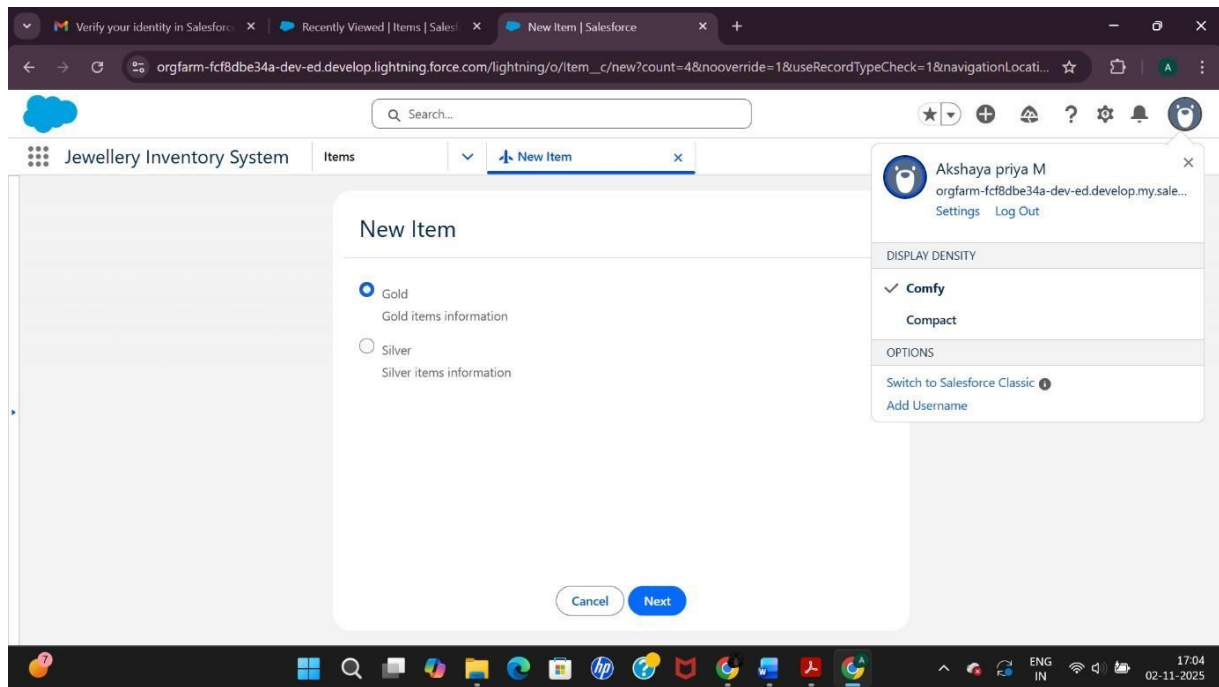 Verify your identity in Salesforc
Recently Viewed | Items | Salesf
New Item | Salesforce
orgfarm-fcf8dbe34a-dev-ed.develop.lightning.force.com/lightning/o/Item__c/new?count=4&nooverride=1&useRecordTypeCheck=1&navigationLocati...
A
Search...
Jewellery Inventory System
Items
New Item
Akshaya priya M
orgfarm-fcf8dbe34a-dev-ed.develop.my.sale...
Settings Log Out
New Item
DISPLAY DENSITY
Gold
Comfy
Gold items information
Compact
Silver
OPTIONS
Silver items information
Switch to Salesforce Classic
Add Username
Cancel Next
7
hp
ENG
IN
17:04
02-11-2025